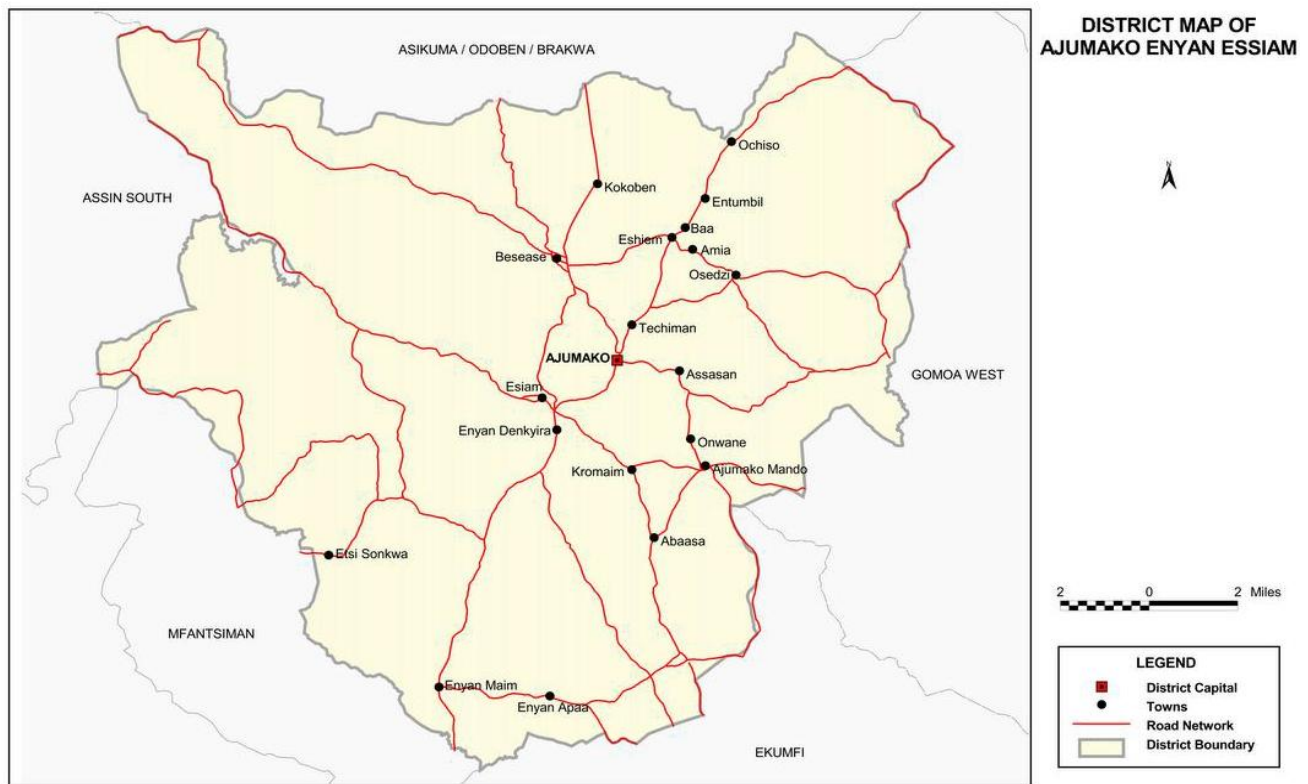 DISTRICT MAP OF
AJUMAKO ENYAN ESSIAM
ASIKUMA / ODOBEN / BRAKWA
Ochiso
N
Kokoben
ASSIN SOUTH
Entumbil
Baa
Eshiem
Amia
Besease
Osedzi
Techiman
AJUMAKO
Assasan
GOMOA WEST
Esiam
Enyan Denkyira
Onwane
Kromaim
Ajumako Mando
Abaasa
Etsi Sonkwa
2 0 2 Miles
MFANTSIMAN
LEGEND
Enyan Maim
District Capital
Enyan Apaa
Towns
Road Network
District Boundary
EKUMFI